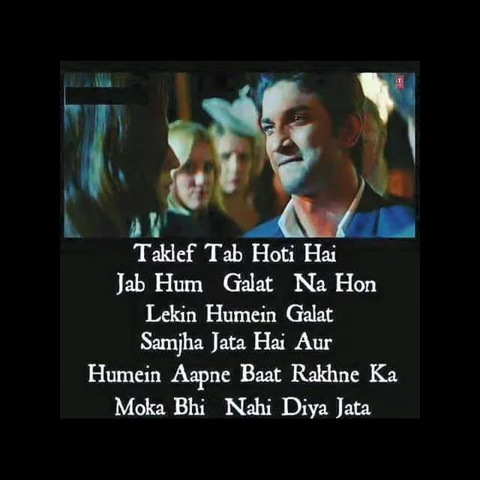 Taklef Tab Hoti Hai
Jab Hum Galat Na Hon
Lekin Humein Galat
Samjha Jata Hai Aur
Humein Aapne Baat Rakhne Ka
Moka Bhi Nahi Diya Jata